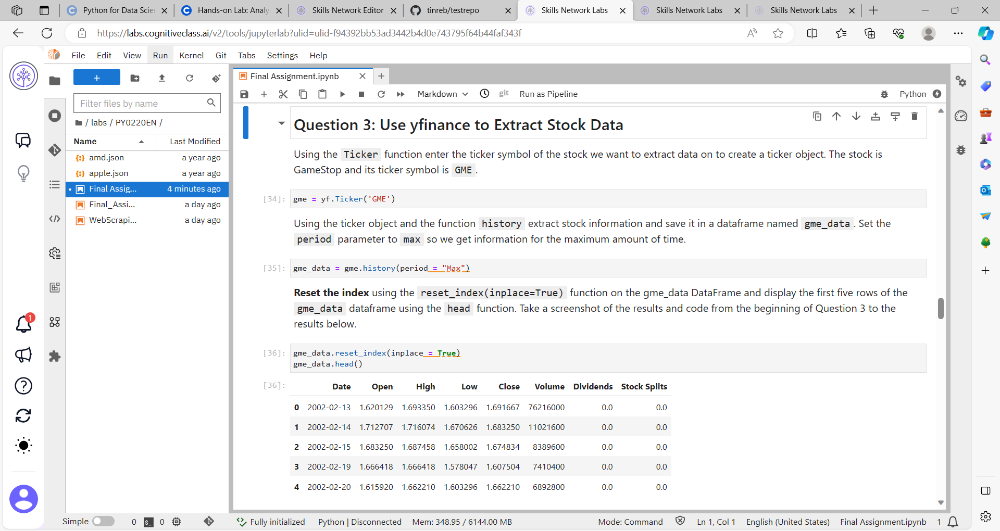 Python for Data Scien
Hands-on Lab: Analy
Skills Network Editor
tinreb/testrepo
Skills Network Labs
Skills Network Labs
Skills Network Labs
https://labs.cognitiveclass.ai/v2/tools/jupyterlab?ulid=ulid-f94392bb53ad3442b4d0e743795f64b44faf343f
File Edit View Run Kernel Git Tabs Settings Help
Filter files by name
/ labs / PY0220EN /
Name Last Modified
amd.json a year ago
apple.json a year ago
Final Assig... 4 minutes ago
Final_Assi... a day ago
WebScrapi... a day ago
1
Final Assignment.ipynb
Markdown git Run as Pipeline Python
Question 3: Use yfinance to Extract Stock Data
Using the Ticker function enter the ticker symbol of the stock we want to extract data on to create a ticker object. The stock is
GameStop and its ticker symbol is GME .
[34]: gme = yf.Ticker('GME')
Using the ticker object and the function history extract stock information and save it in a dataframe named gme_data . Set the
period parameter to max so we get information for the maximum amount of time.
[35]: gme_data = gme.history(period = "Max")
Reset the index using the reset_index(inplace=True) function on the gme_data DataFrame and display the first five rows of the
gme_data dataframe using the head function. Take a screenshot of the results and code from the beginning of Question 3 to the
results below.
[36]: gme_data.reset_index(inplace = True)
gme_data.head()
[36]: Date Open High Low Close Volume Dividends Stock Splits
0 2002-02-13 1.620129 1.693350 1.603296 1.691667 76216000 0.0 0.0
1 2002-02-14 1.712707 1.716074 1.670626 1.683250 11021600 0.0 0.0
2 2002-02-15 1.683250 1.687458 1.658002 1.674834 8389600 0.0 0.0
3 2002-02-19 1.666418 1.666418 1.578047 1.607504 7410400 0.0 0.0
4 2002-02-20 1.615920 1.662210 1.603296 1.662210 6892800 0.0 0.0
Simple 0 0 Fully initialized Python | Disconnected Mem: 348.95 / 6144.00 MB Mode: Command Ln 1, Col 1 English (United States) Final Assignment.ipynb 1